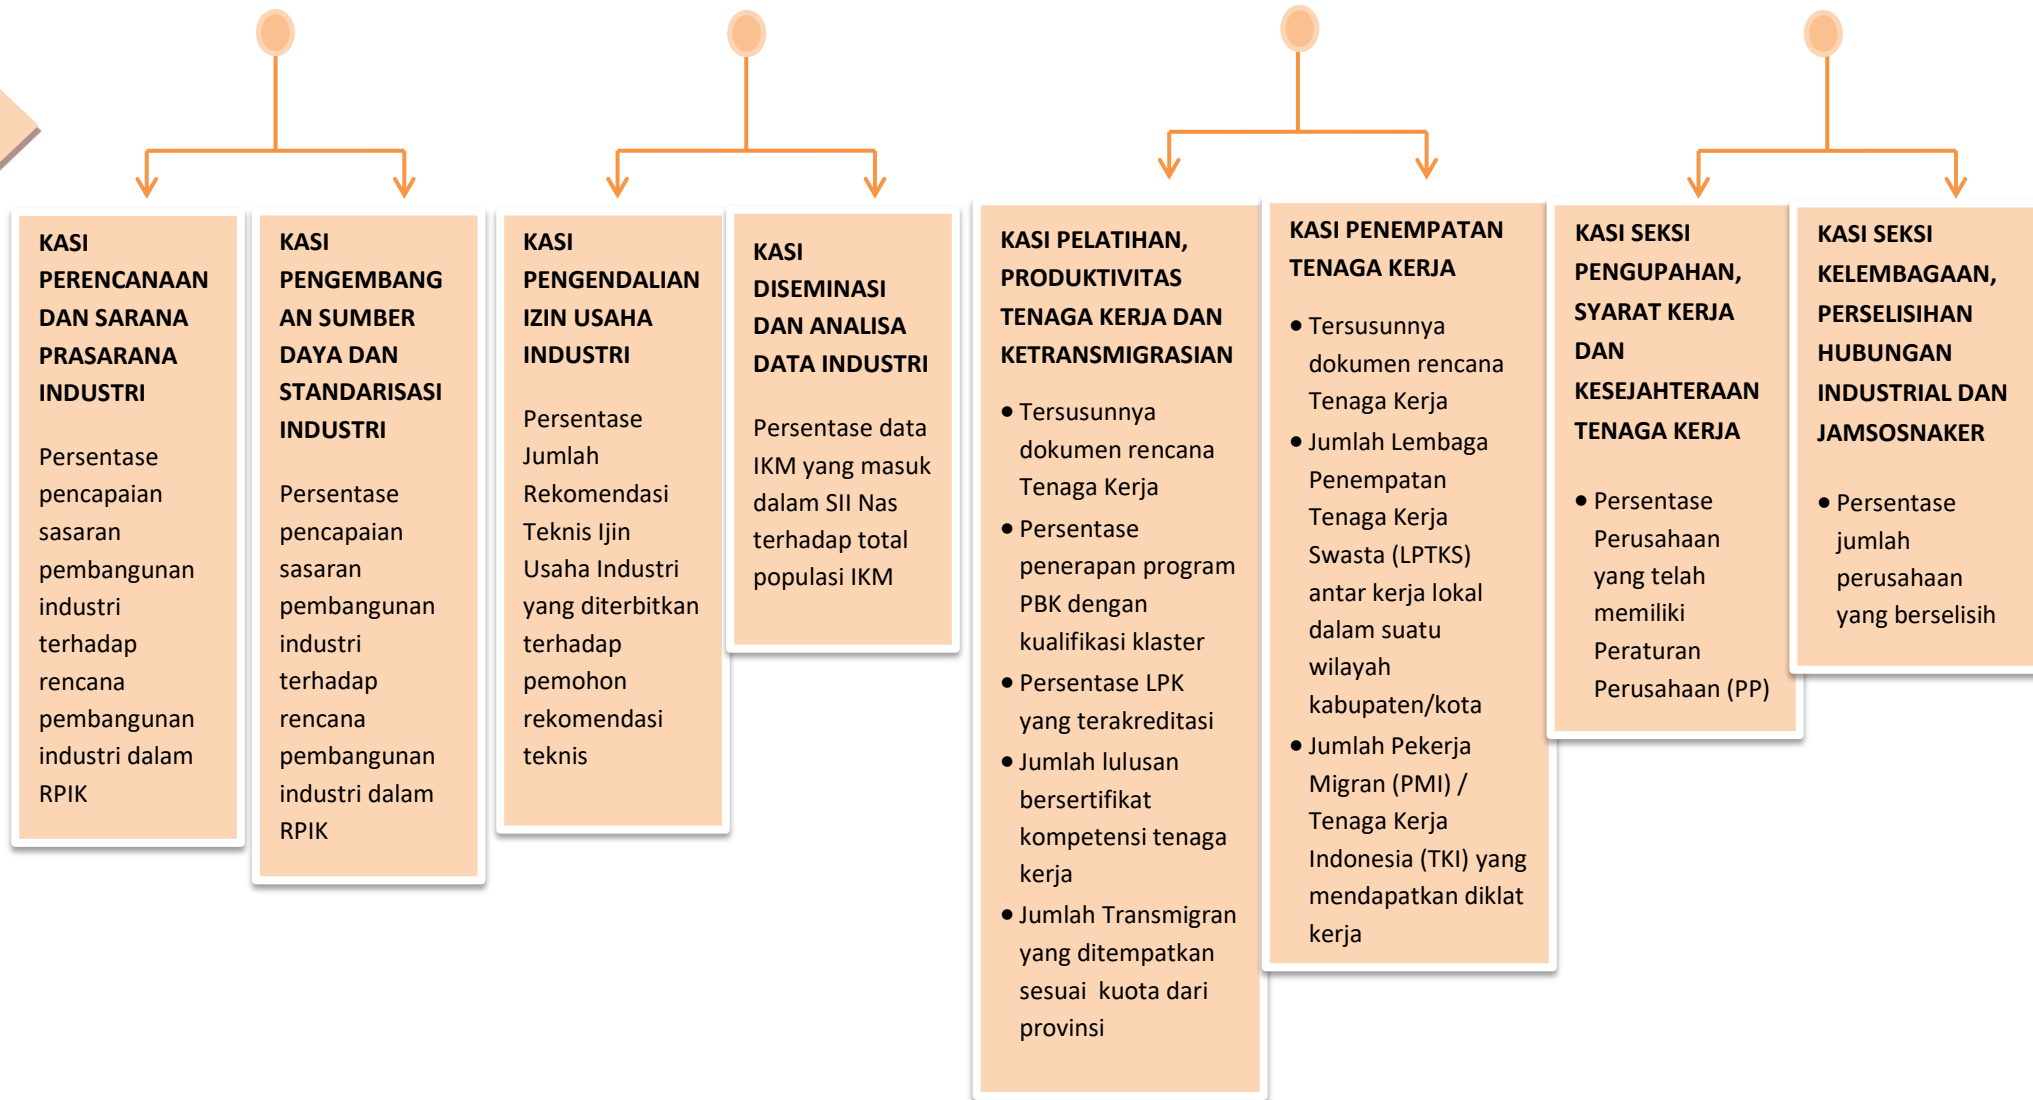 KASI
PERENCANAAN
DAN SARANA
PRASARANA
INDUSTRI
Persentase
pencapaian
sasaran
pembangunan
industri
terhadap
rencana
pembangunan
industri dalam
RPIK
KASI
PENGEMBANG
AN SUMBER
DAYA DAN
STANDARISASI
INDUSTRI
Persentase
pencapaian
sasaran
pembangunan
industri
terhadap
rencana
pembangunan
industri dalam
RPIK
KASI
PENGENDALIAN
IZIN USAHA
INDUSTRI
Persentase
Jumlah
Rekomendasi
Teknis Ijin
Usaha Industri
yang diterbitkan
terhadap
pemohon
rekomendasi
teknis
KASI
DISEMINASI
DAN ANALISA
DATA INDUSTRI
Persentase data
IKM yang masuk
dalam SII Nas
terhadap total
populasi IKM
KASI PELATIHAN,
PRODUKTIVITAS
TENAGA KERJA DAN
KETRANSMIGRASIAN
• Tersusunnya
dokumen rencana
Tenaga Kerja
• Persentase
penerapan program
PBK dengan
kualifikasi klaster
• Persentase LPK
yang terakreditasi
• Jumlah lulusan
bersertifikat
kompetensi tenaga
kerja
• Jumlah Transmigran
yang ditempatkan
sesuai  kuota dari
provinsi
KASI PENEMPATAN
TENAGA KERJA
• Tersusunnya
dokumen rencana
Tenaga Kerja
• Jumlah Lembaga
Penempatan
Tenaga Kerja
Swasta (LPTKS)
antar kerja lokal
dalam suatu
wilayah
kabupaten/kota
• Jumlah Pekerja
Migran (PMI) /
Tenaga Kerja
Indonesia (TKI) yang
mendapatkan diklat
kerja
KASI SEKSI
PENGUPAHAN,
SYARAT KERJA
DAN
KESEJAHTERAAN
TENAGA KERJA
• Persentase
Perusahaan
yang telah
memiliki
Peraturan
Perusahaan (PP)
KASI SEKSI
KELEMBAGAAN,
PERSELISIHAN
HUBUNGAN
INDUSTRIAL DAN
JAMSOSNAKER
• Persentase
jumlah
perusahaan
yang berselisih